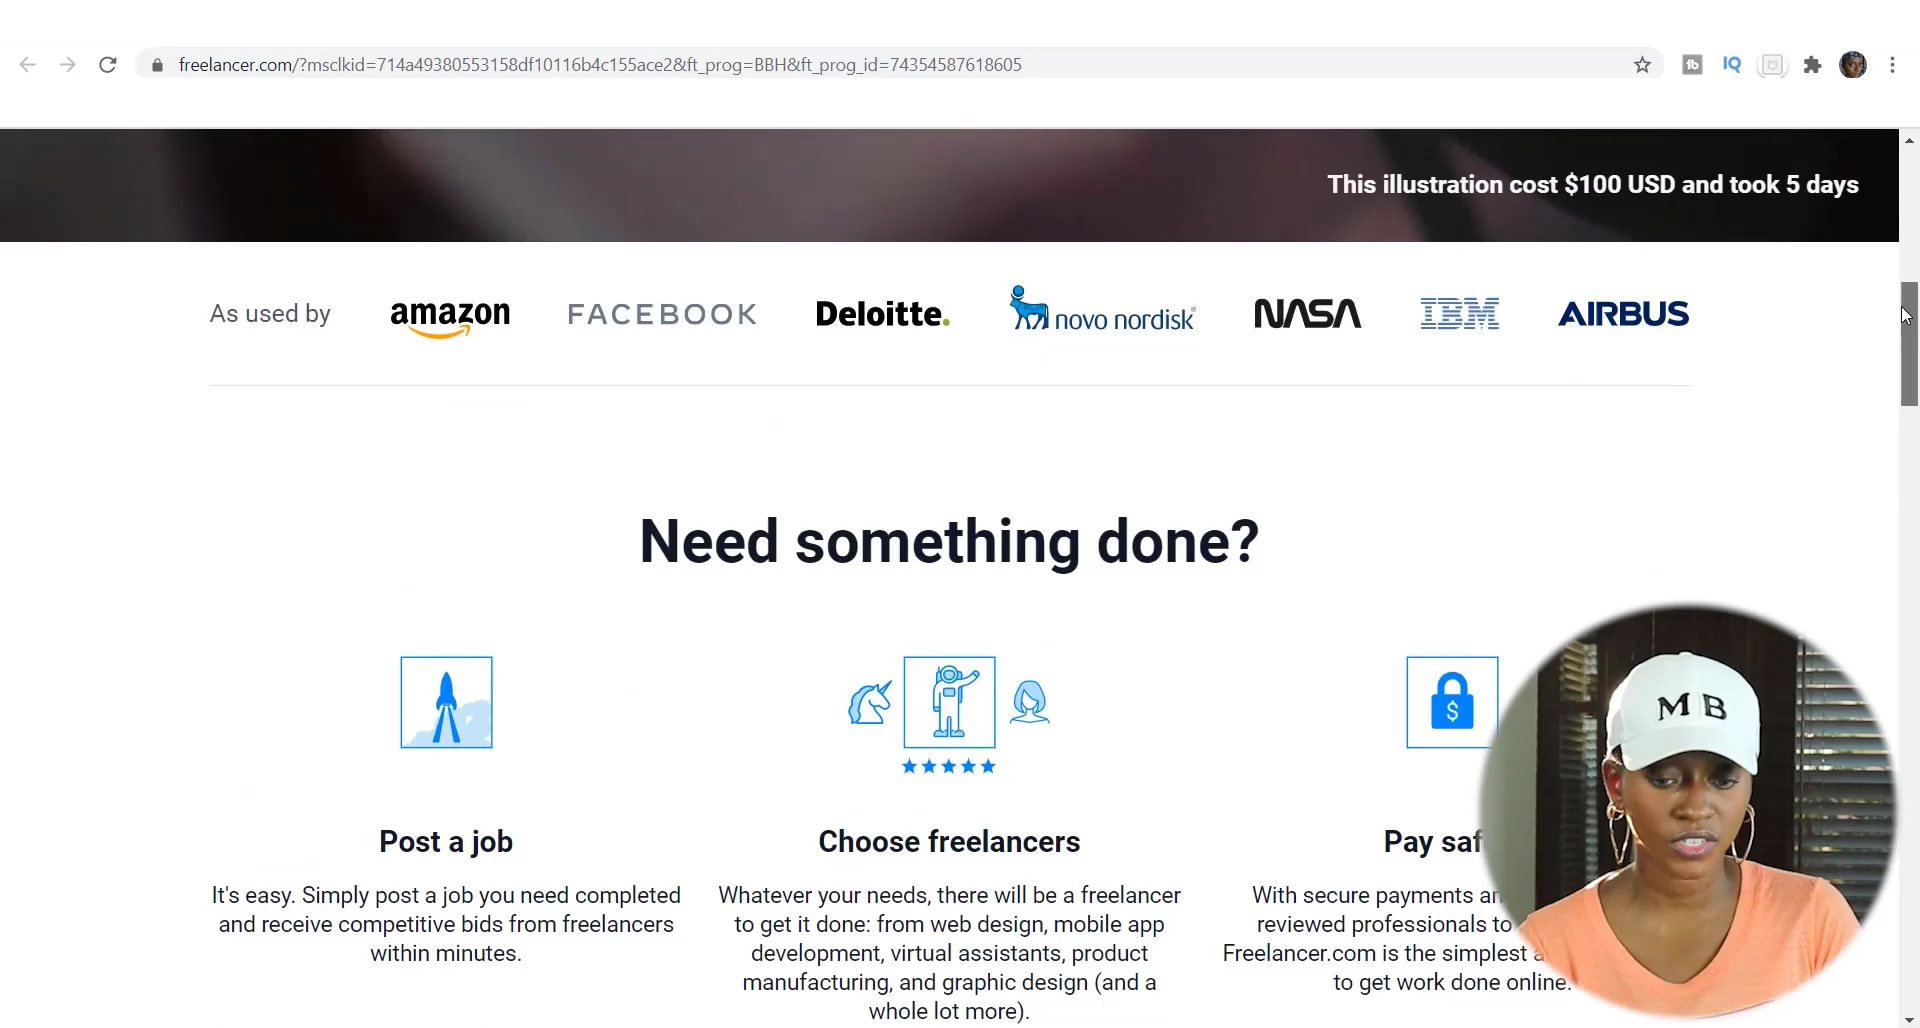 freelancer.com/?msclkid=714a49380553158df10116b4c155ace2&ft_prog=BBH&ft_prog_id=74354587618605
IQ
This illustration cost $100 USD and took 5 days
As used by
amazon
FACEBOOK
Deloitte.
novo nordisk®
NASA
IBM
AIRBUS
Need something done?
Post a job
It's easy. Simply post a job you need completed
and receive competitive bids from freelancers
within minutes.
Choose freelancers
Whatever your needs, there will be a freelancer
to get it done: from web design, mobile app
development, virtual assistants, product
manufacturing, and graphic design (and a
whole lot more).
$
Pay saf
With secure payments an
reviewed professionals to
Freelancer.com is the simplest a
to get work done online.
M B